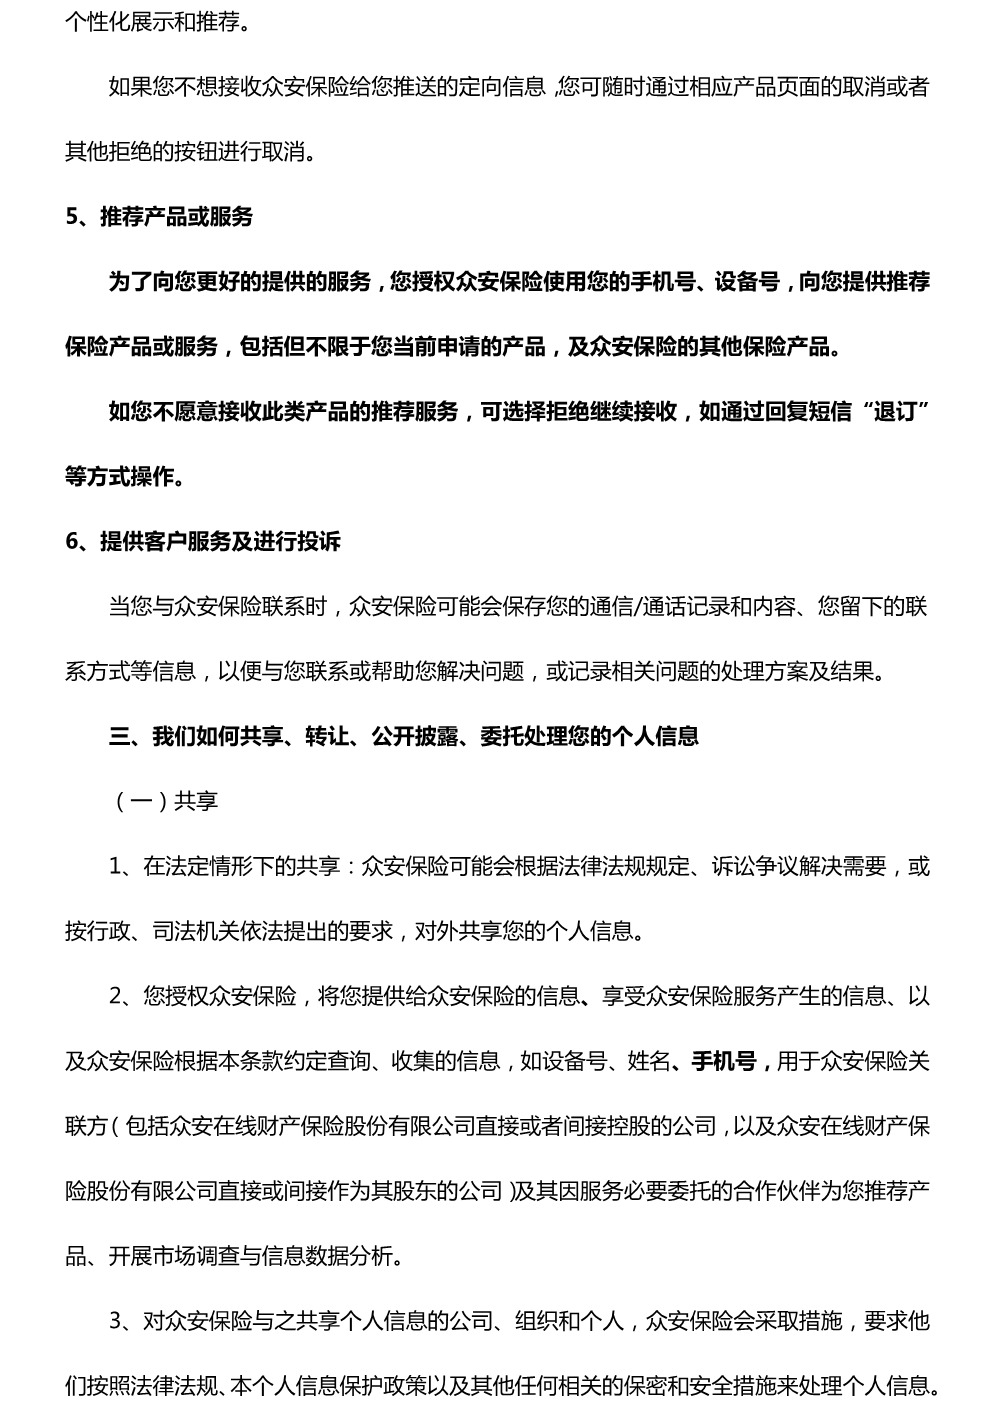 个性化展示和推荐。
如果您不想接收众安保险给您推送的定向信息，您可随时通过相应产品页面的取消或者
其他拒绝的按钮进行取消。
5、推荐产品或服务
为了向您更好的提供的服务，您授权众安保险使用您的手机号、设备号，向您提供推荐
保险产品或服务，包括但不限于您当前申请的产品，及众安保险的其他保险产品。
如您不愿意接收此类产品的推荐服务，可选择拒绝继续接收，如通过回复短信“退订”
等方式操作。
6、提供客户服务及进行投诉
当您与众安保险联系时，众安保险可能会保存您的通信/通话记录和内容、您留下的联
系方式等信息，以便与您联系或帮助您解决问题，或记录相关问题的处理方案及结果。
三、我们如何共享、转让、公开披露、委托处理您的个人信息
（一）共享
1、在法定情形下的共享：众安保险可能会根据法律法规规定、诉讼争议解决需要，或
按行政、司法机关依法提出的要求，对外共享您的个人信息。
2、您授权众安保险，将您提供给众安保险的信息、享受众安保险服务产生的信息、以
及众安保险根据本条款约定查询、收集的信息，如设备号、姓名、手机号，用于众安保险关
联方（包括众安在线财产保险股份有限公司直接或者间接控股的公司，以及众安在线财产保
险股份有限公司直接或间接作为其股东的公司）及其因服务必要委托的合作伙伴为您推荐产
品、开展市场调查与信息数据分析。
3、对众安保险与之共享个人信息的公司、组织和个人，众安保险会采取措施，要求他
们按照法律法规、本个人信息保护政策以及其他任何相关的保密和安全措施来处理个人信息。